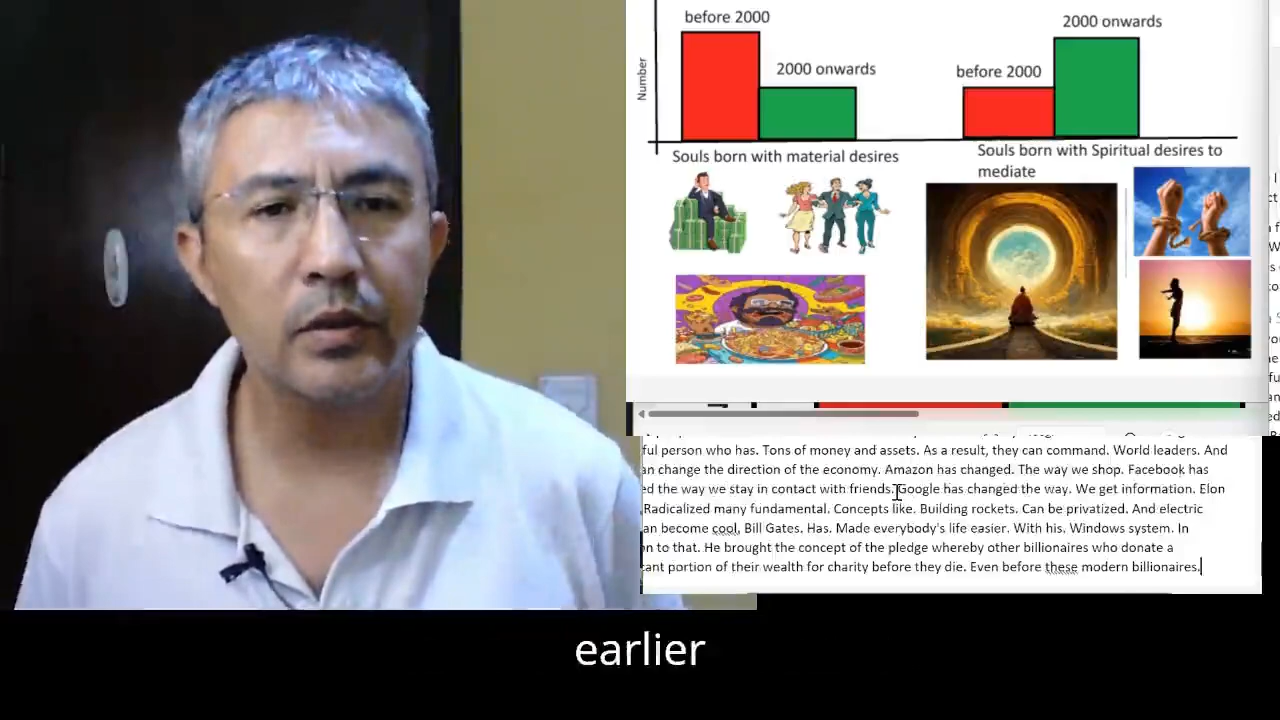 before 2000
2000 onwards
Number
2000 onwards
before 2000
Souls born with material desires
Souls born with Spiritual desires to
mediate
ful person who has. Tons of money and assets. As a result, they can command. World leaders. And
an change the direction of the economy. Amazon has changed. The way we shop. Facebook has
ed the way we stay in contact with friends. Google has changed the way. We get information. Elon
Radicalized many fundamental. Concepts like. Building rockets. Can be privatized. And electric
an become cool. Bill Gates. Has. Made everybody's life easier. With his. Windows system. In
n to that. He brought the concept of the pledge whereby other billionaires who donate a
cant portion of their wealth for charity before they die. Even before these modern billionaires.
earlier